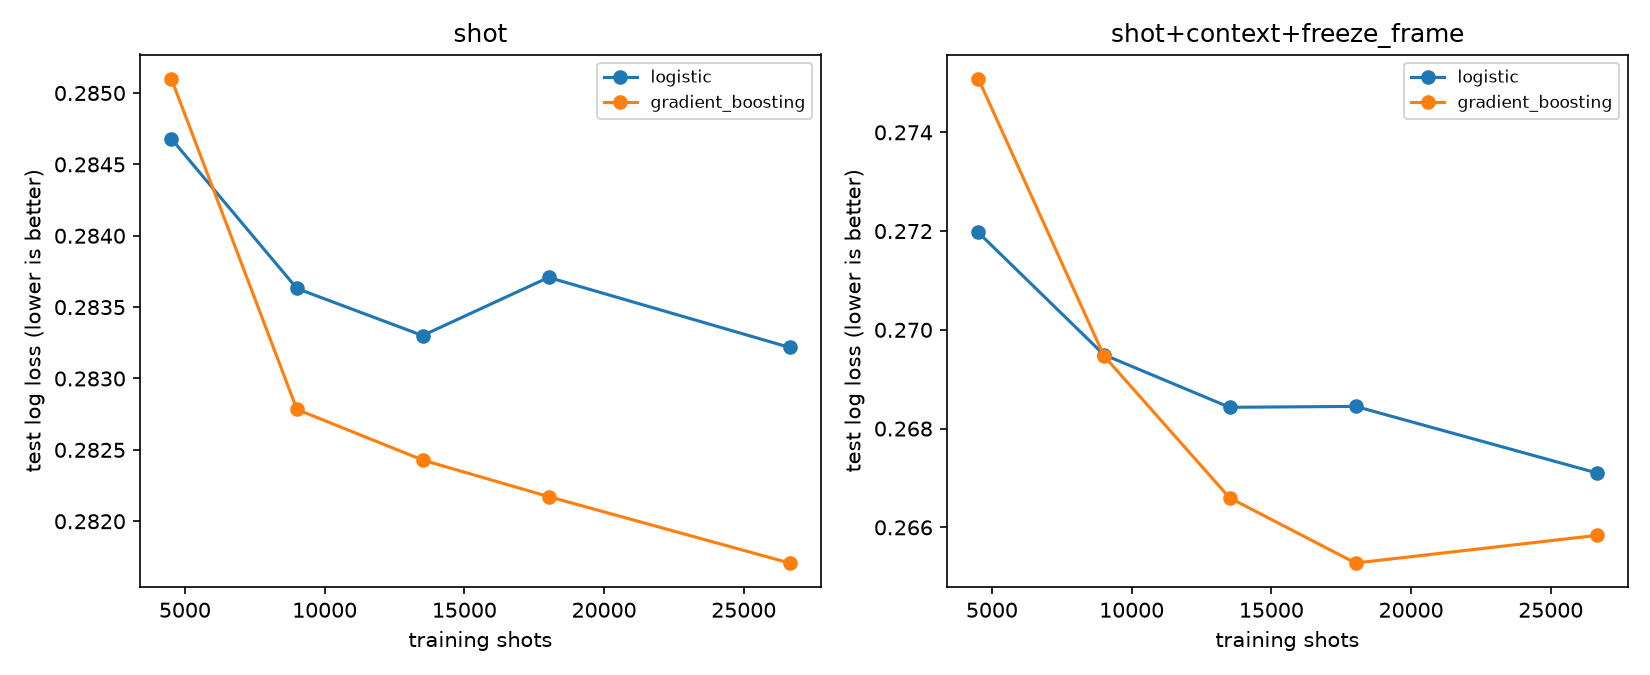 shot
logistic
gradient_boosting
0.2850
0.2845
0.2840
0.2835
0.2830
0.2825
0.2820
test log loss (lower is better)
5000 10000 15000 20000 25000
training shots
shot+context+freeze_frame
logistic
gradient_boosting
0.274
0.272
0.270
0.268
0.266
test log loss (lower is better)
5000 10000 15000 20000 25000
training shots